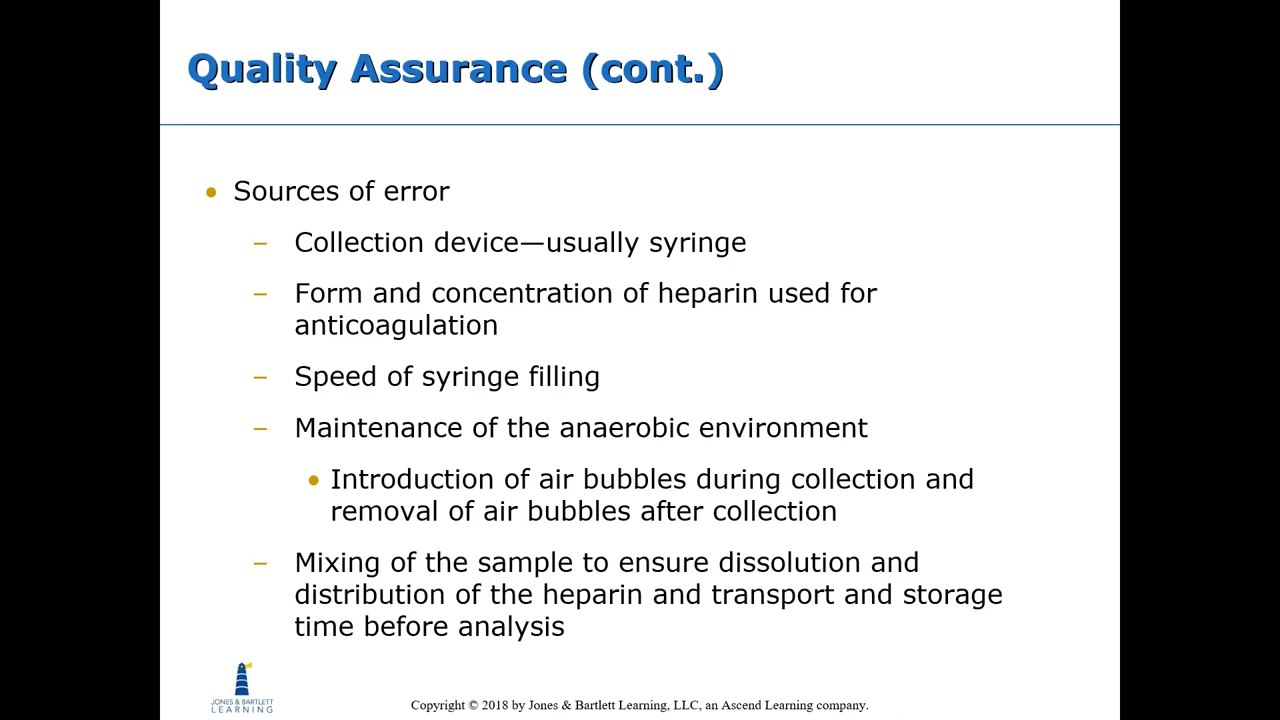 Quality Assurance (cont.)
• Sources of error
– Collection device—usually syringe
– Form and concentration of heparin used for
anticoagulation
– Speed of syringe filling
– Maintenance of the anaerobic environment
• Introduction of air bubbles during collection and
removal of air bubbles after collection
– Mixing of the sample to ensure dissolution and
distribution of the heparin and transport and storage
time before analysis
JONES & BARTLETT
LEARNING
Copyright © 2018 by Jones & Bartlett Learning, LLC, an Ascend Learning company.